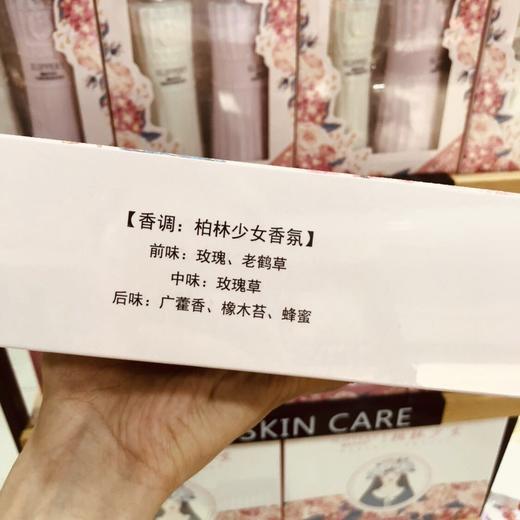 【香调：柏林少女香氛】
前味：玫瑰、老鹤草
中味：玫瑰草
后味：广藿香、橡木苔、蜂蜜
SKIN CARE